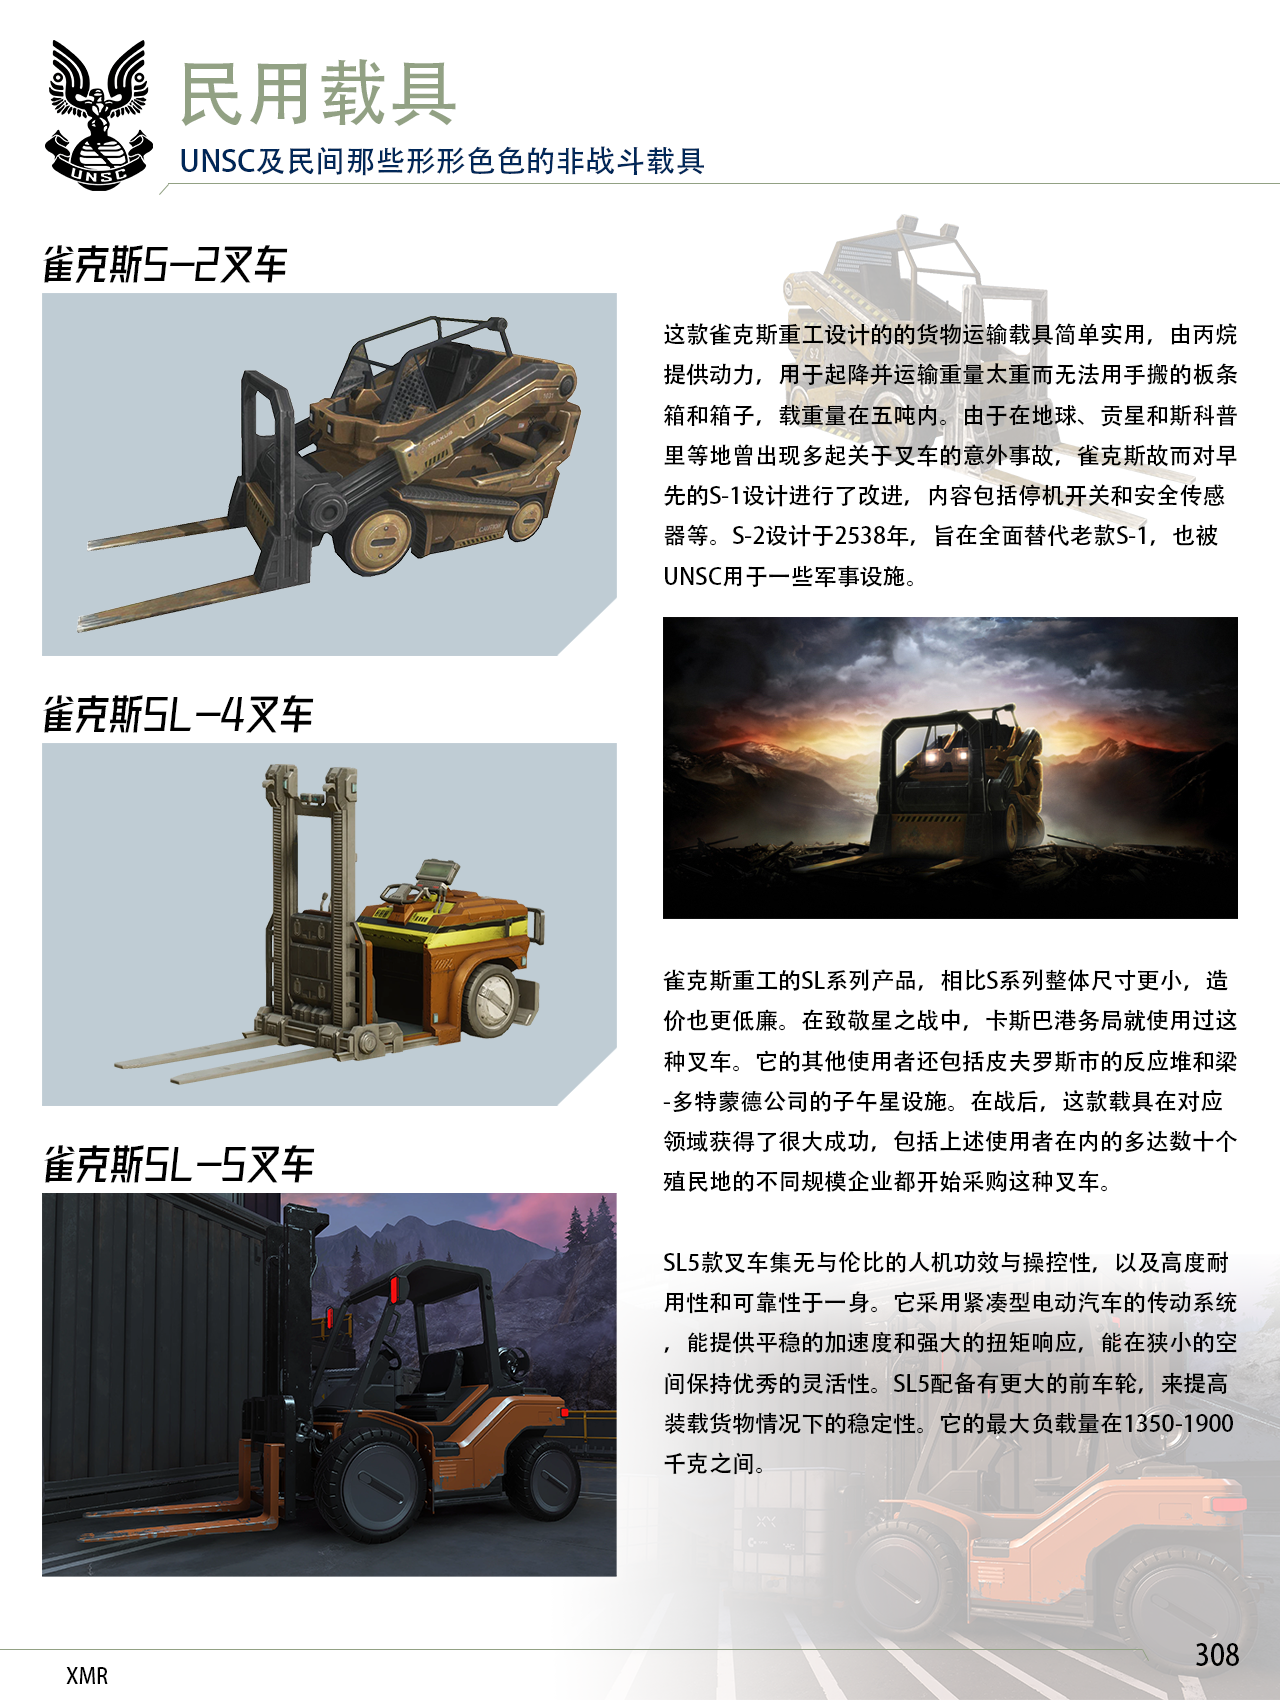 民用载具
UNSC及民间那些形形色色的非战斗载具
UNSC
雀克斯S-2叉车
这款雀克斯重工设计的的货物运输载具简单实用，由丙烷
提供动力，用于起降并运输重量太重而无法用手搬的板条
箱和箱子，载重量在五吨内。由于在地球、贡星和斯科普
里等地曾出现多起关于叉车的意外事故，雀克斯故而对早
先的S-1设计进行了改进，内容包括停机开关和安全传感
器等。S-2设计于2538年，旨在全面替代老款S-1，也被
UNSC用于一些军事设施。
雀克斯SL-4叉车
雀克斯重工的SL系列产品，相比S系列整体尺寸更小，造
价也更低廉。在致敬星之战中，卡斯巴港务局就使用过这
种叉车。它的其他使用者还包括皮夫罗斯市的反应堆和梁
-多特蒙德公司的子午星设施。在战后，这款载具在对应
领域获得了很大成功，包括上述使用者在内的多达数十个
殖民地的不同规模企业都开始采购这种叉车。
雀克斯SL-5叉车
SL5款叉车集无与伦比的人机功效与操控性，以及高度耐
用性和可靠性于一身。它采用紧凑型电动汽车的传动系统
，能提供平稳的加速度和强大的扭矩响应，能在狭小的空
间保持优秀的灵活性。SL5配备有更大的前车轮，来提高
装载货物情况下的稳定性。它的最大负载量在1350-1900
千克之间。
XMR
308